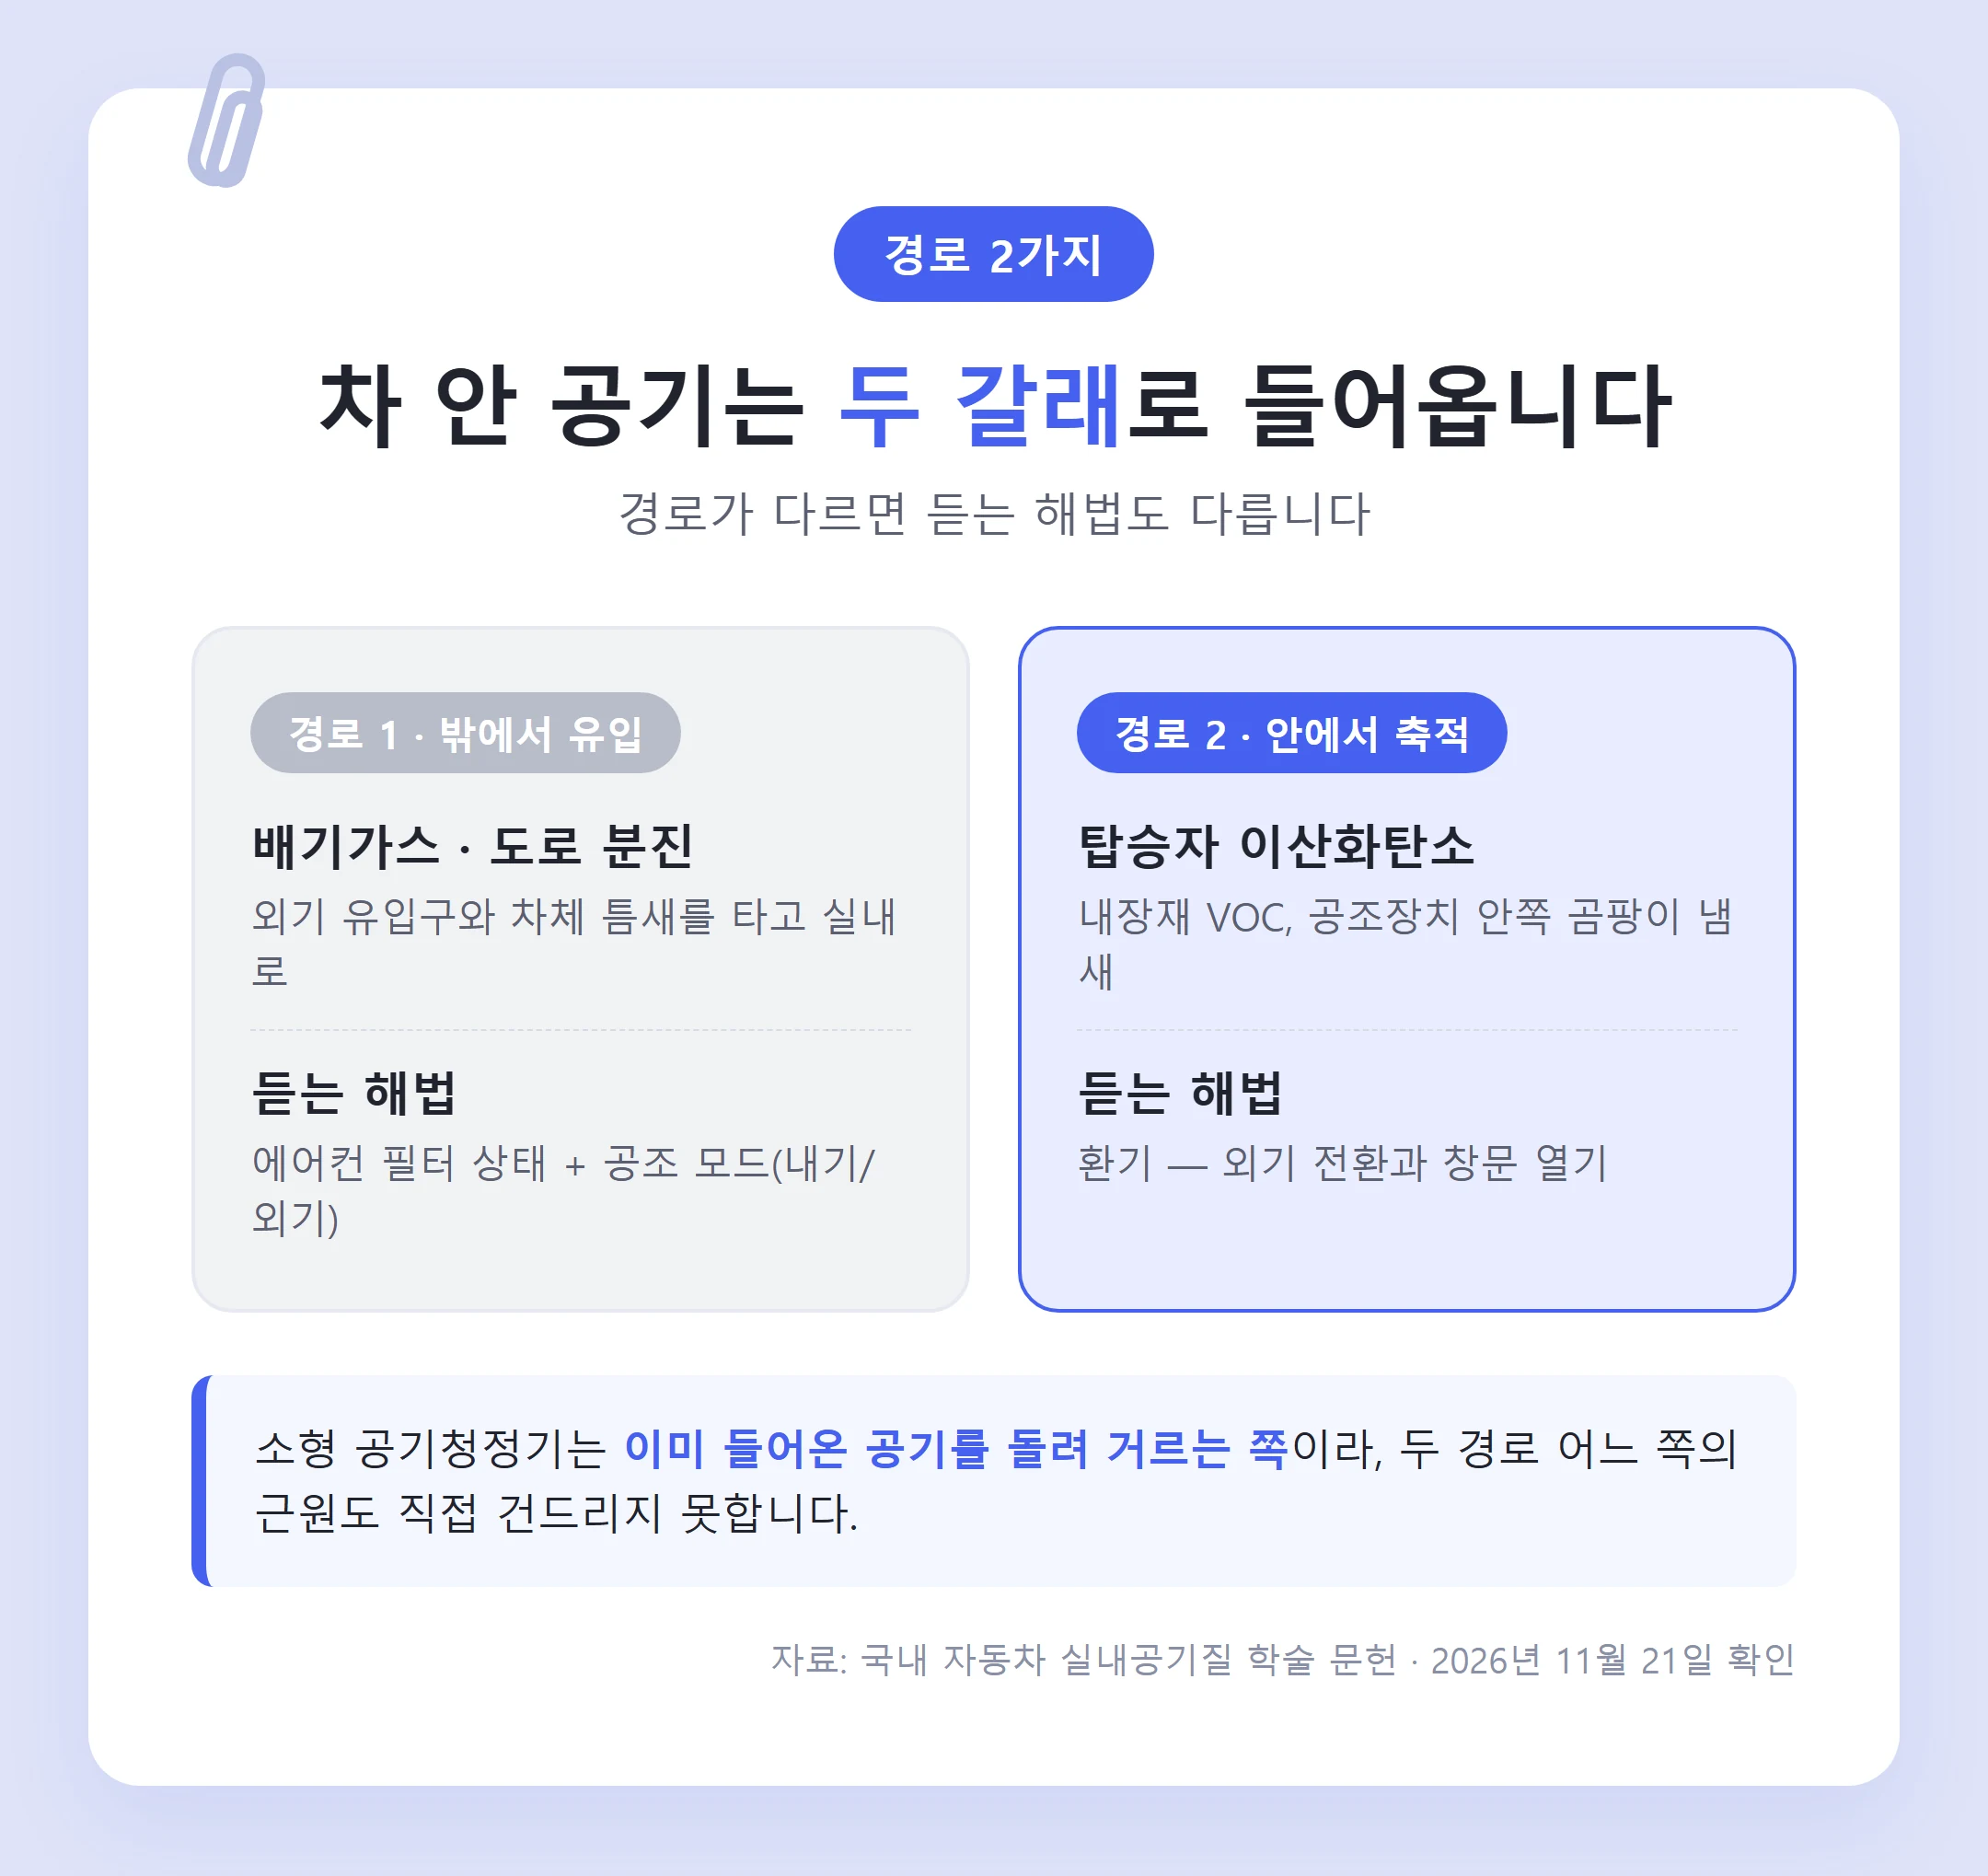 경로 2가지
차 안 공기는 두 갈래로 들어옵니다
경로가 다르면 듣는 해법도 다릅니다
경로 1 · 밖에서 유입
배기가스 · 도로 분진
외기 유입구와 차체 틈새를 타고 실내
로
듣는 해법
에어컨 필터 상태 + 공조 모드(내기/
외기)
경로 2 · 안에서 축적
탑승자 이산화탄소
내장재 VOC, 공조장치 안쪽 곰팡이 냄
새
듣는 해법
환기 — 외기 전환과 창문 열기
소형 공기청정기는 이미 들어온 공기를 돌려 거르는 쪽이라, 두 경로 어느 쪽의
근원도 직접 건드리지 못합니다.
자료: 국내 자동차 실내공기질 학술 문헌 · 2026년 11월 21일 확인